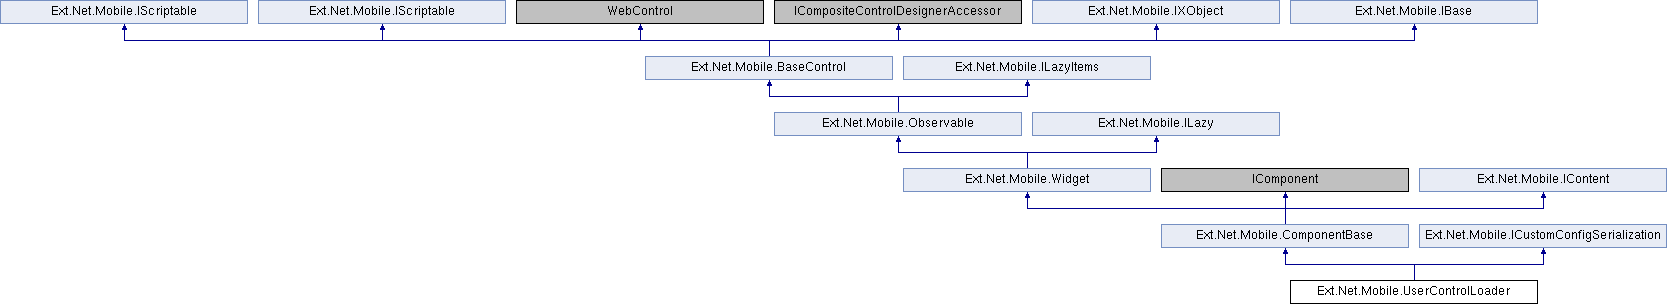 Ext.Net.Mobile.IScriptable
Ext.Net.Mobile.IScriptable
WebControl
ICompositeControlDesignerAccessor
Ext.Net.Mobile.IXObject
Ext.Net.Mobile.IBase
Ext.Net.Mobile.BaseControl
Ext.Net.Mobile.ILazyItems
Ext.Net.Mobile.Observable
Ext.Net.Mobile.ILazy
Ext.Net.Mobile.Widget
IComponent
Ext.Net.Mobile.IContent
Ext.Net.Mobile.ComponentBase
Ext.Net.Mobile.ICustomConfigSerialization
Ext.Net.Mobile.UserControlLoader